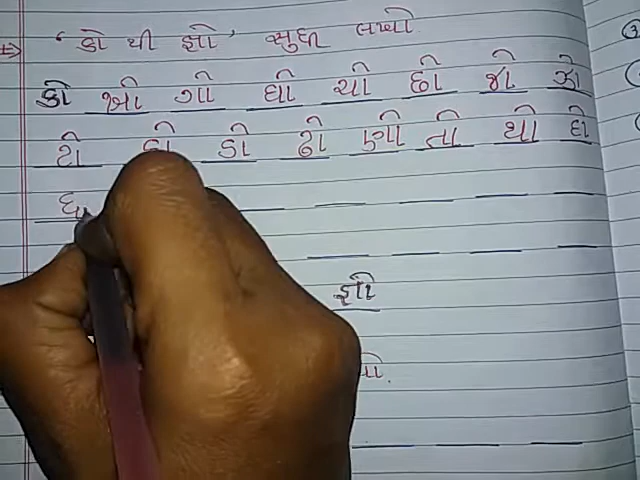 ⇒ ‘કો થી જ્ઞો’ સુધી લખો.
કો ખો ગો ઘો ચો છો જો ઝો
ટો ઠો ડો ઢો ણો તો થો દો
ધ
જ્ઞો